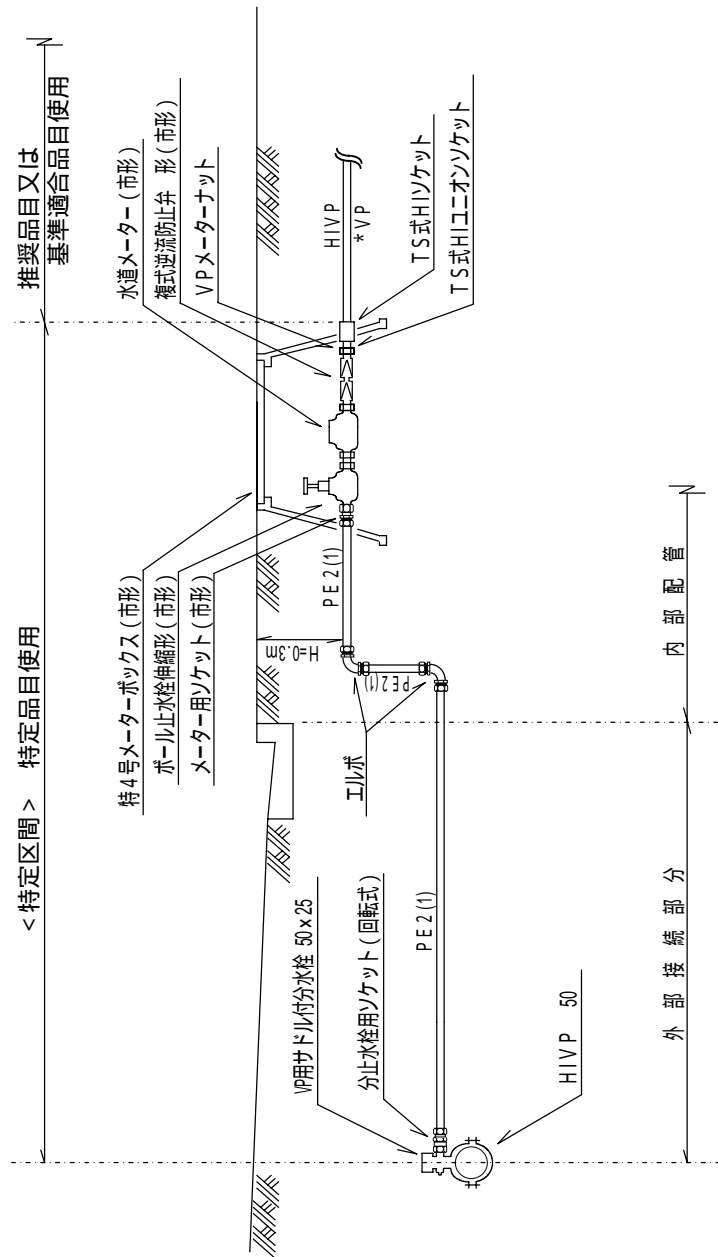 ＜特定区間＞　特定品目使用
推奨品目又は
基準適合品目使用
特4号メーターボックス(市形)
ボール止水栓伸縮形(市形)
メーター用ソケット(市形)
水道メーター(市形)
複式逆流防止弁　形(市形)
VPメーターナット
H=0.3m
PE2(1)
HIVP
*VP
PE2(1)
エルボ
TS式HIソケット
TS式HIユニオンソケット
VP用サドル付分水栓 50x25
分止水栓用ソケット(回転式)
PE2(1)
HIVP 50
外部接続部分
内部配管